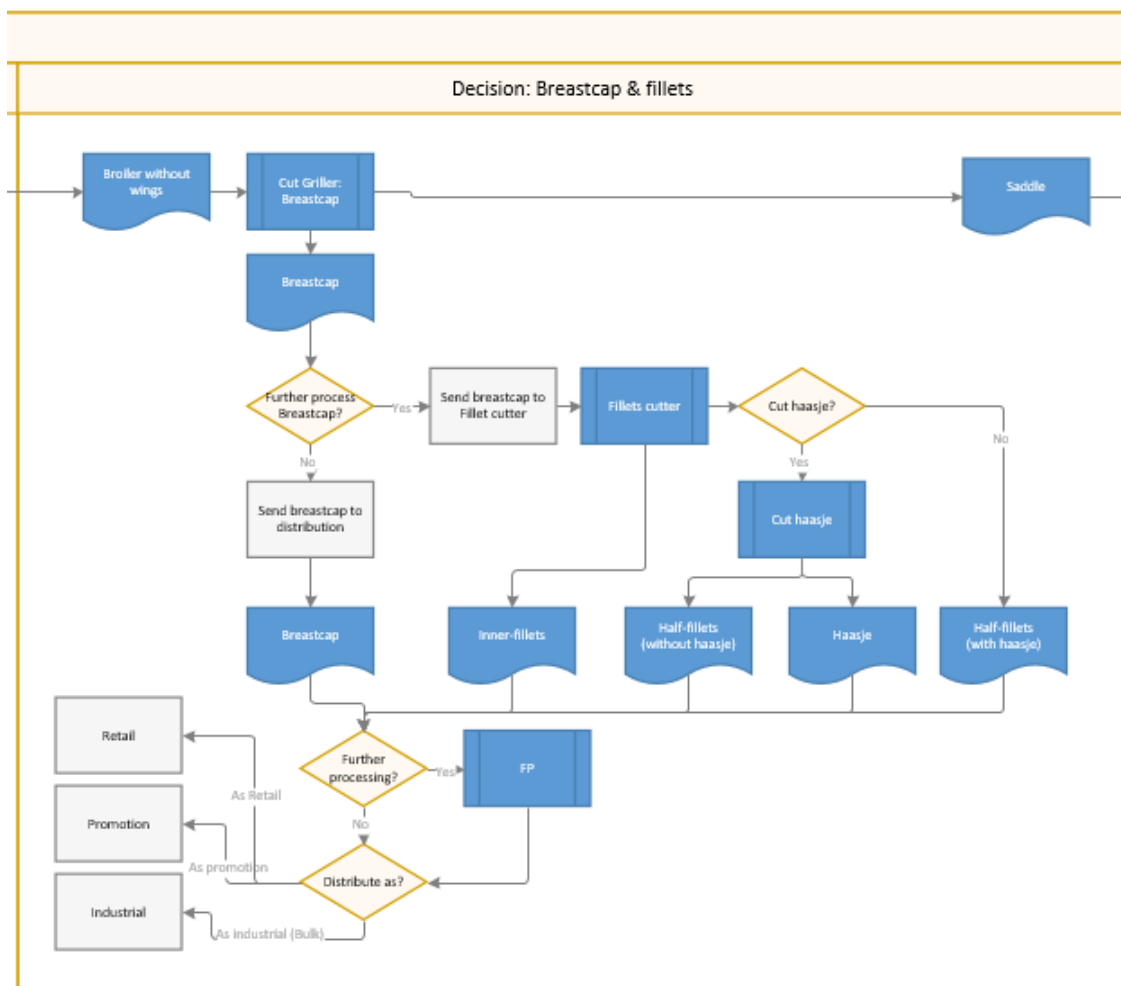 Decision: Breastcap & fillets
Broiler without
wings
Cut Griller:
Breastcap
Saddle
Breastcap
Further process
Breastcap?
Yes
Send breastcap to
Fillet cutter
Fillets cutter
Cut haasje?
No
No
Yes
Send breastcap to
distribution
Cut haasje
Breastcap
Inner-fillets
Half-fillets
(without haasje)
Haasje
Half-fillets
(with haasje)
Retail
Further
processing?
Yes
FP
As Retail
Promotion
No
As promotion
Distribute as?
Industrial
As industrial (Bulk)